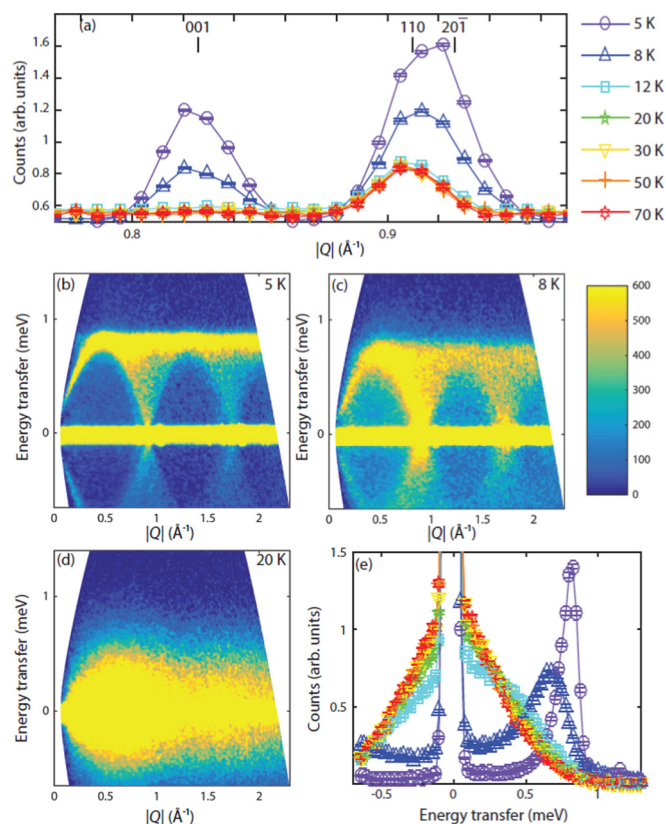 (a)
001
110
201̄
1.6
1.4
1.2
1.0
0.8
0.6
Counts (arb. units)
0.8
0.9
|Q| (Å⁻¹)
5 K
8 K
12 K
20 K
30 K
50 K
70 K
(b)
5 K
1
0
Energy transfer (meV)
0
0.5
1
1.5
2
|Q| (Å⁻¹)
(c)
8 K
1
0
Energy transfer (meV)
0
0.5
1
1.5
2
|Q| (Å⁻¹)
600
500
400
300
200
100
0
(d)
20 K
1
0
Energy transfer (meV)
0
0.5
1
1.5
2
|Q| (Å⁻¹)
(e)
1.5
1
0.5
Counts (arb. units)
-0.5
0
0.5
1
Energy transfer (meV)